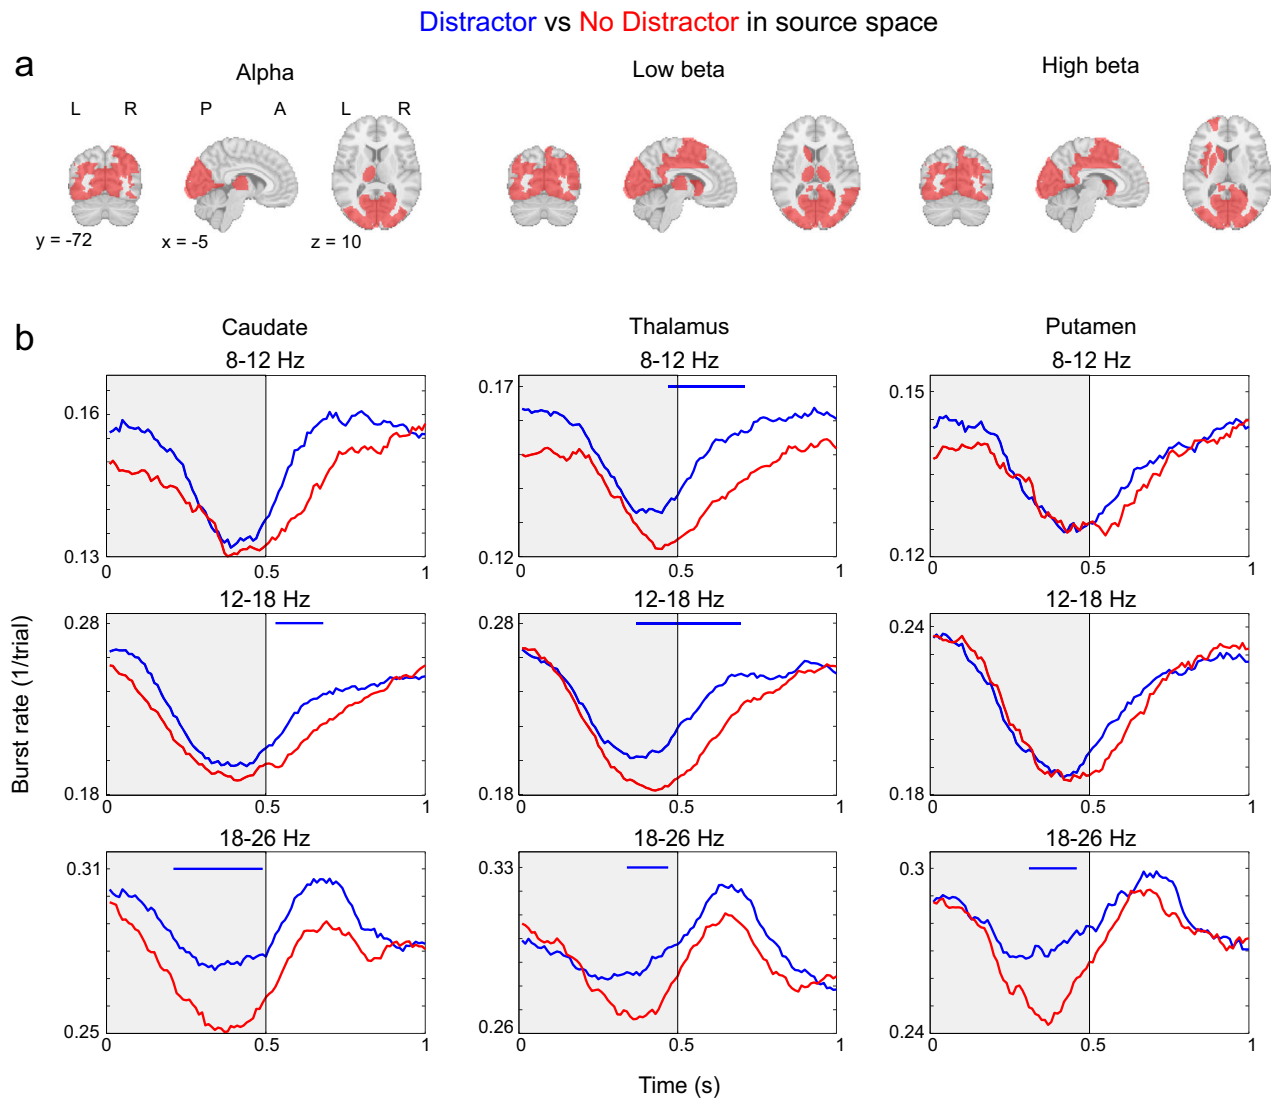 Distractor vs No Distractor in source space
a
Alpha
Low beta
High beta
L R P A L R
y = -72
x = -5
z = 10
b
Caudate
Thalamus
Putamen
8-12 Hz
8-12 Hz
8-12 Hz
0.16
0.13
0 0.5 1
0.17
0.12
0 0.5 1
0.15
0.12
0 0.5 1
12-18 Hz
12-18 Hz
12-18 Hz
0.28
0.18
0 0.5 1
0.28
0.18
0 0.5 1
0.24
0.18
0 0.5 1
18-26 Hz
18-26 Hz
18-26 Hz
0.31
0.25
0 0.5 1
0.33
0.26
0 0.5 1
0.3
0.24
0 0.5 1
Burst rate (1/trial)
Time (s)